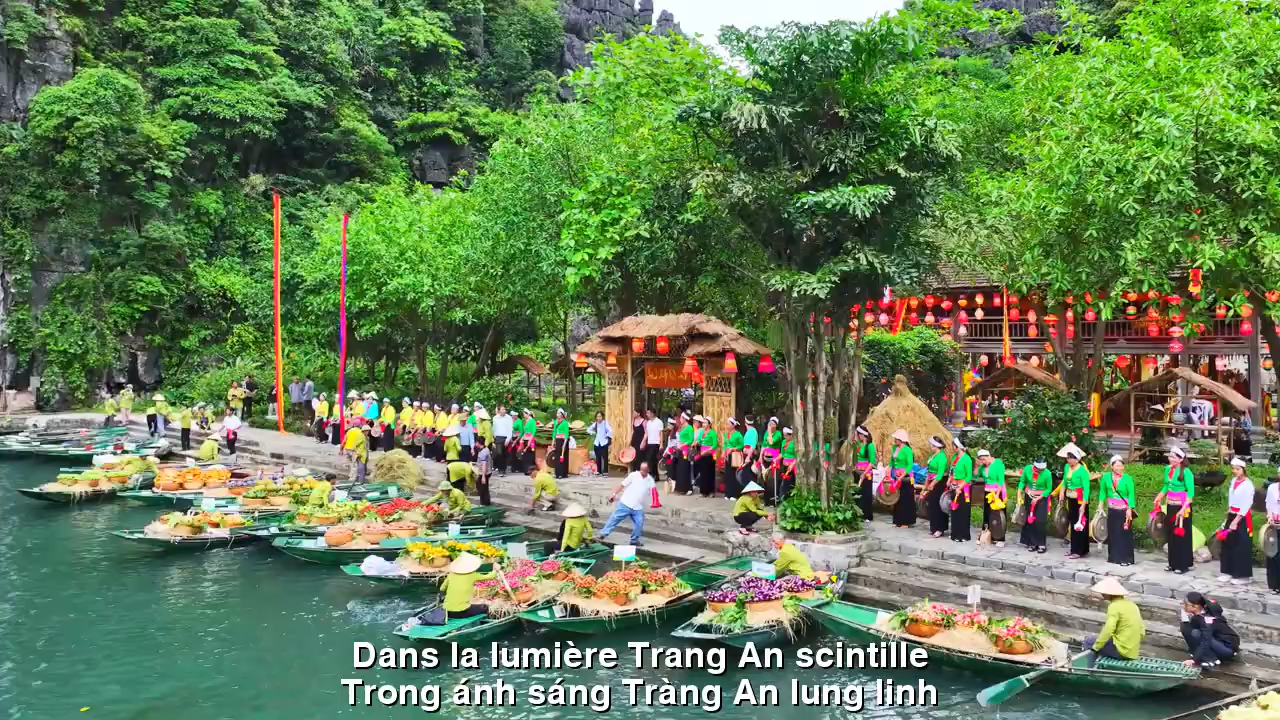 Dans la lumière Trang An scintille
Trong ánh sáng Tràng An lung linh